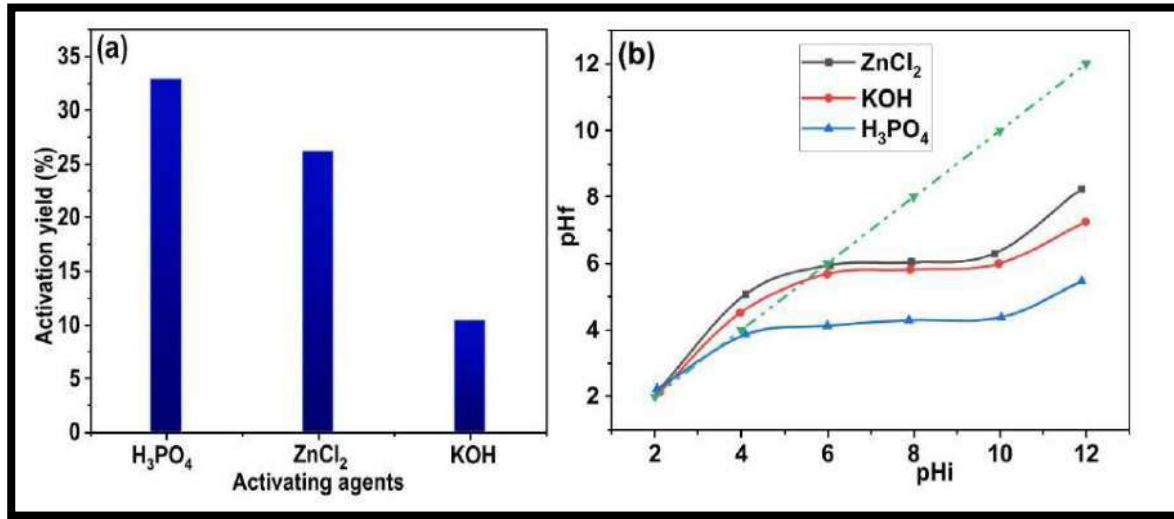 (a)
Activation yield (%)
35
30
25
20
15
10
5
0
H₃PO₄ ZnCl₂ KOH
Activating agents
(b)
ZnCl₂
KOH
H₃PO₄
pHf
12
10
8
6
4
2
2 4 6 8 10 12
pHi